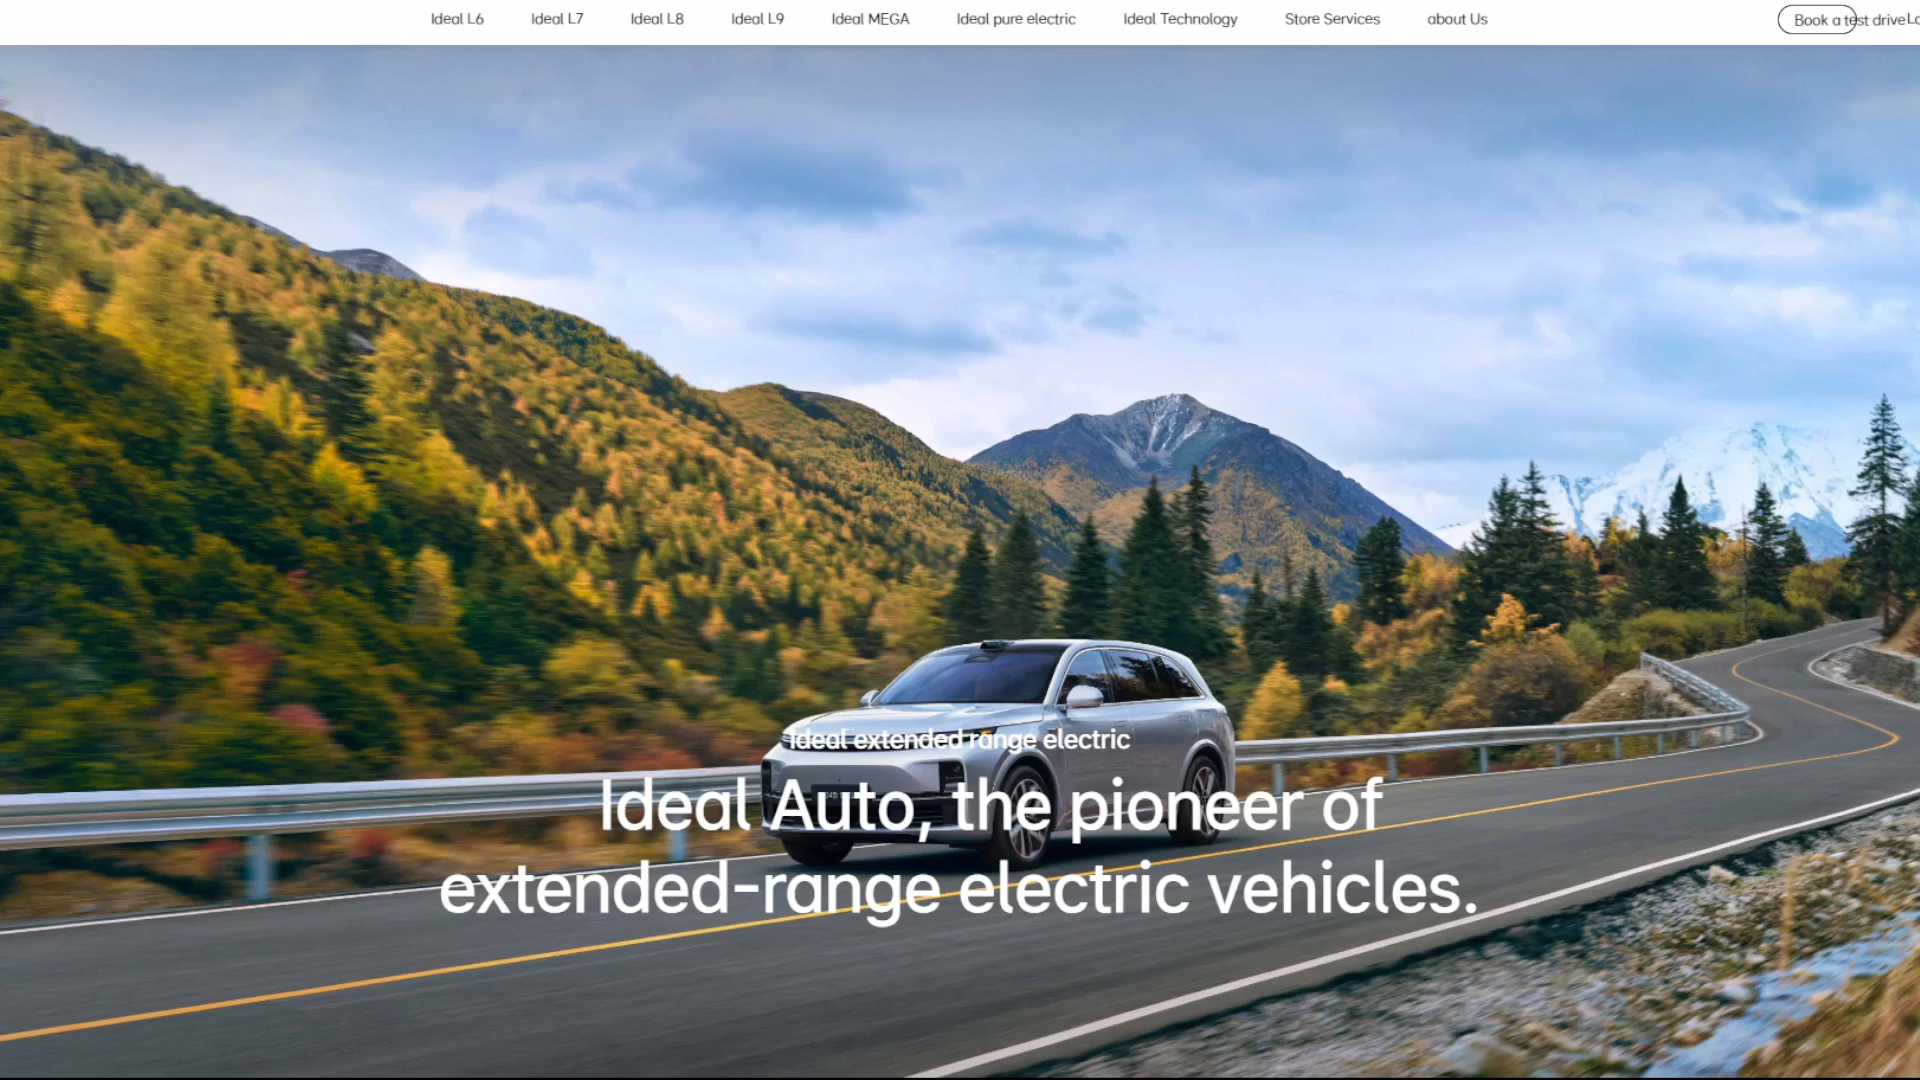 Ideal L6
Ideal L7
Ideal L8
Ideal L9
Ideal MEGA
Ideal pure electric
Ideal Technology
Store Services
about Us
Book a test drive
Ideal extended range electric
Ideal Auto, the pioneer of
extended-range electric vehicles.